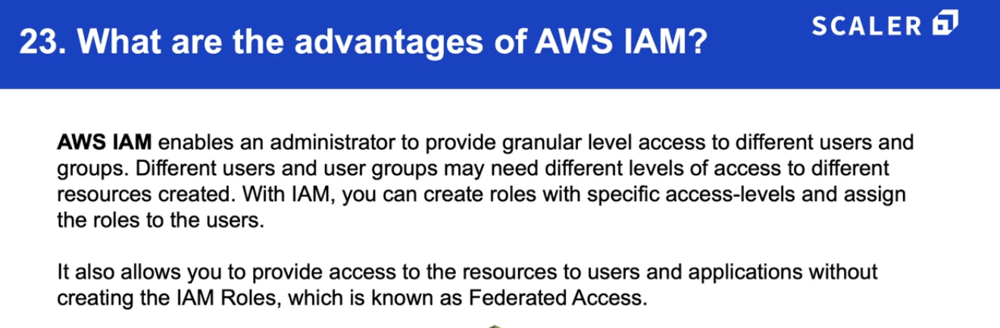 23. What are the advantages of AWS IAM?
SCALER
AWS IAM enables an administrator to provide granular level access to different users and
groups. Different users and user groups may need different levels of access to different
resources created. With IAM, you can create roles with specific access-levels and assign
the roles to the users.
It also allows you to provide access to the resources to users and applications without
creating the IAM Roles, which is known as Federated Access.